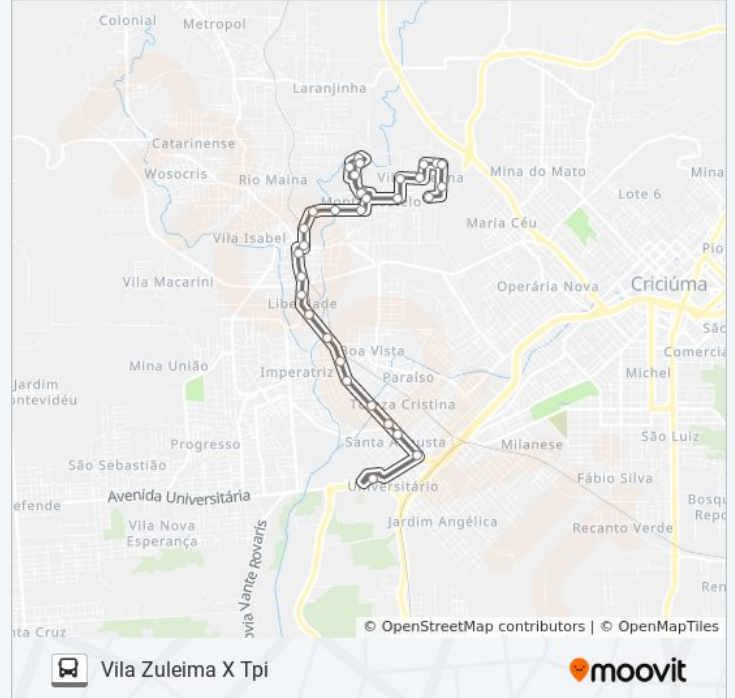 Colonial
Metropol
Laranjinha
Catarinense
Wosocris
Rio Maina
Mina do Mato
Mina
Lote 6
Maria Céu
Vila Isabel
Pio
Vila Macarini
Operária Nova
Criciúma
São
Boa Vista
Comercia
Mina União
Imperatriz
Paraíso
Michel
Jardim
ontevidéu
Cristina
Progresso
Santa Augusta
Milanese
São Luiz
São Sebastião
Fábio Silva
efende
Avenida Universitária
Universitário
Bosqu
Repo
Vila Nova
Esperança
Jardim Angélica
Recanto Verde
ovia Vante Rovaris
Ren
nta Cruz
© OpenStreetMap contributors | © OpenMapTiles
Vila Zuleima X Tpi
moovit